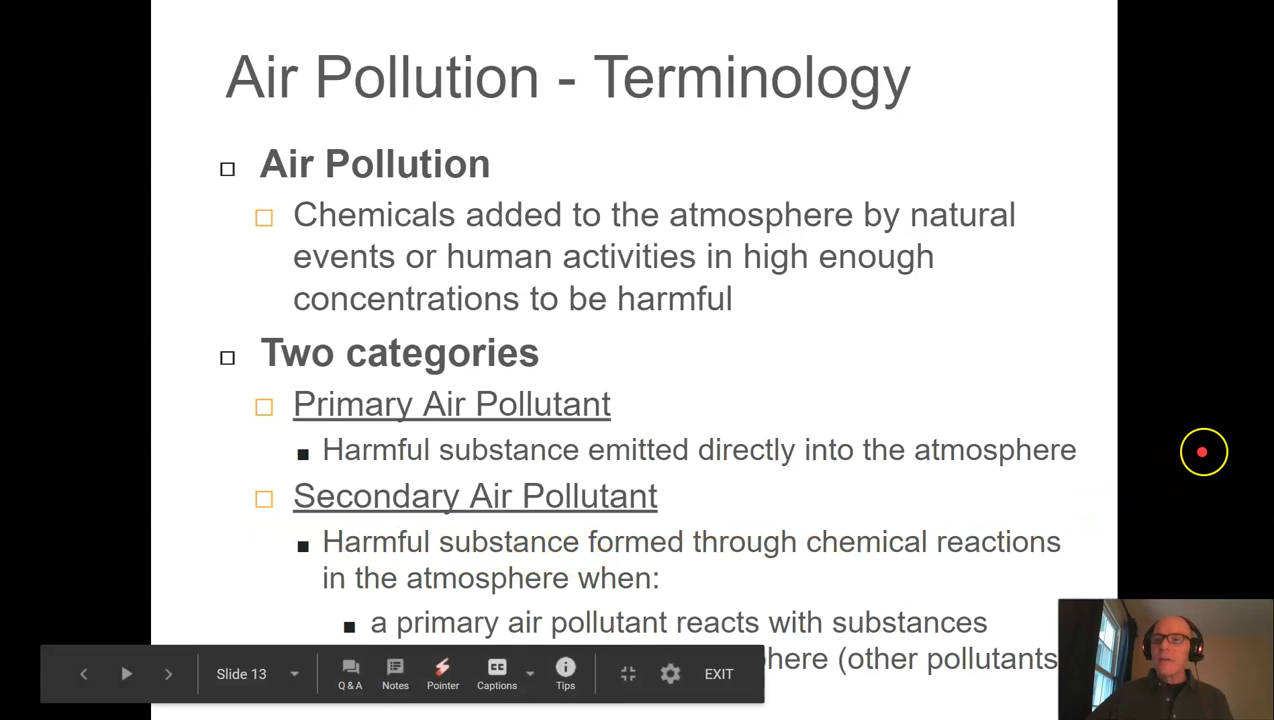 Air Pollution - Terminology
Air Pollution
Chemicals added to the atmosphere by natural
events or human activities in high enough
concentrations to be harmful
Two categories
Primary Air Pollutant
Harmful substance emitted directly into the atmosphere
Secondary Air Pollutant
Harmful substance formed through chemical reactions
in the atmosphere when:
a primary air pollutant reacts with substances
(other pollutants
Slide 13
Q & A
Notes
Pointer
CC
Captions
Tips
EXIT